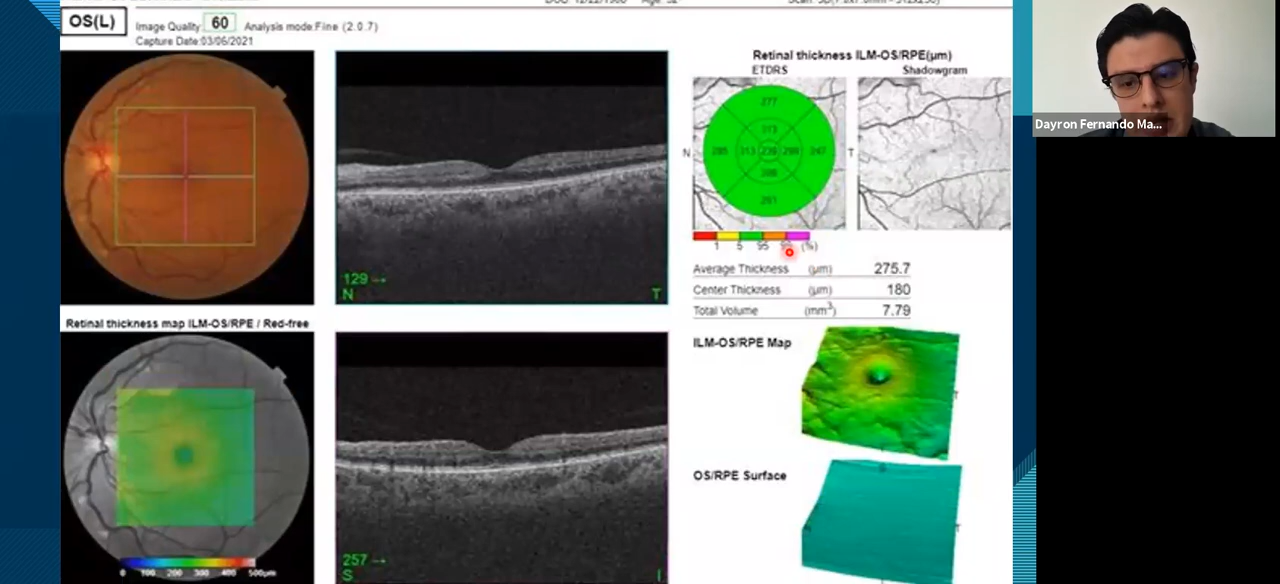 OS(L)
Image Quality: 60 Analysis mode:Fine (2.0.7)
Capture Date:03/06/2021
129
N
T
Retinal thickness ILM-OS/RPE(μm)
ETDRS
Shadowgram
N
277
313
285 313 239 299 247
T
261
1 5 95 (%)
Average Thickness (μm) 275.7
Center Thickness (μm) 180
Total Volume (mm³) 7.79
Retinal thickness map ILM-OS/RPE / Red-free
0 100 200 300 400 500μm
257
S
I
ILM-OS/RPE Map
T
OS/RPE Surface
T
Dayron Fernando Ma...